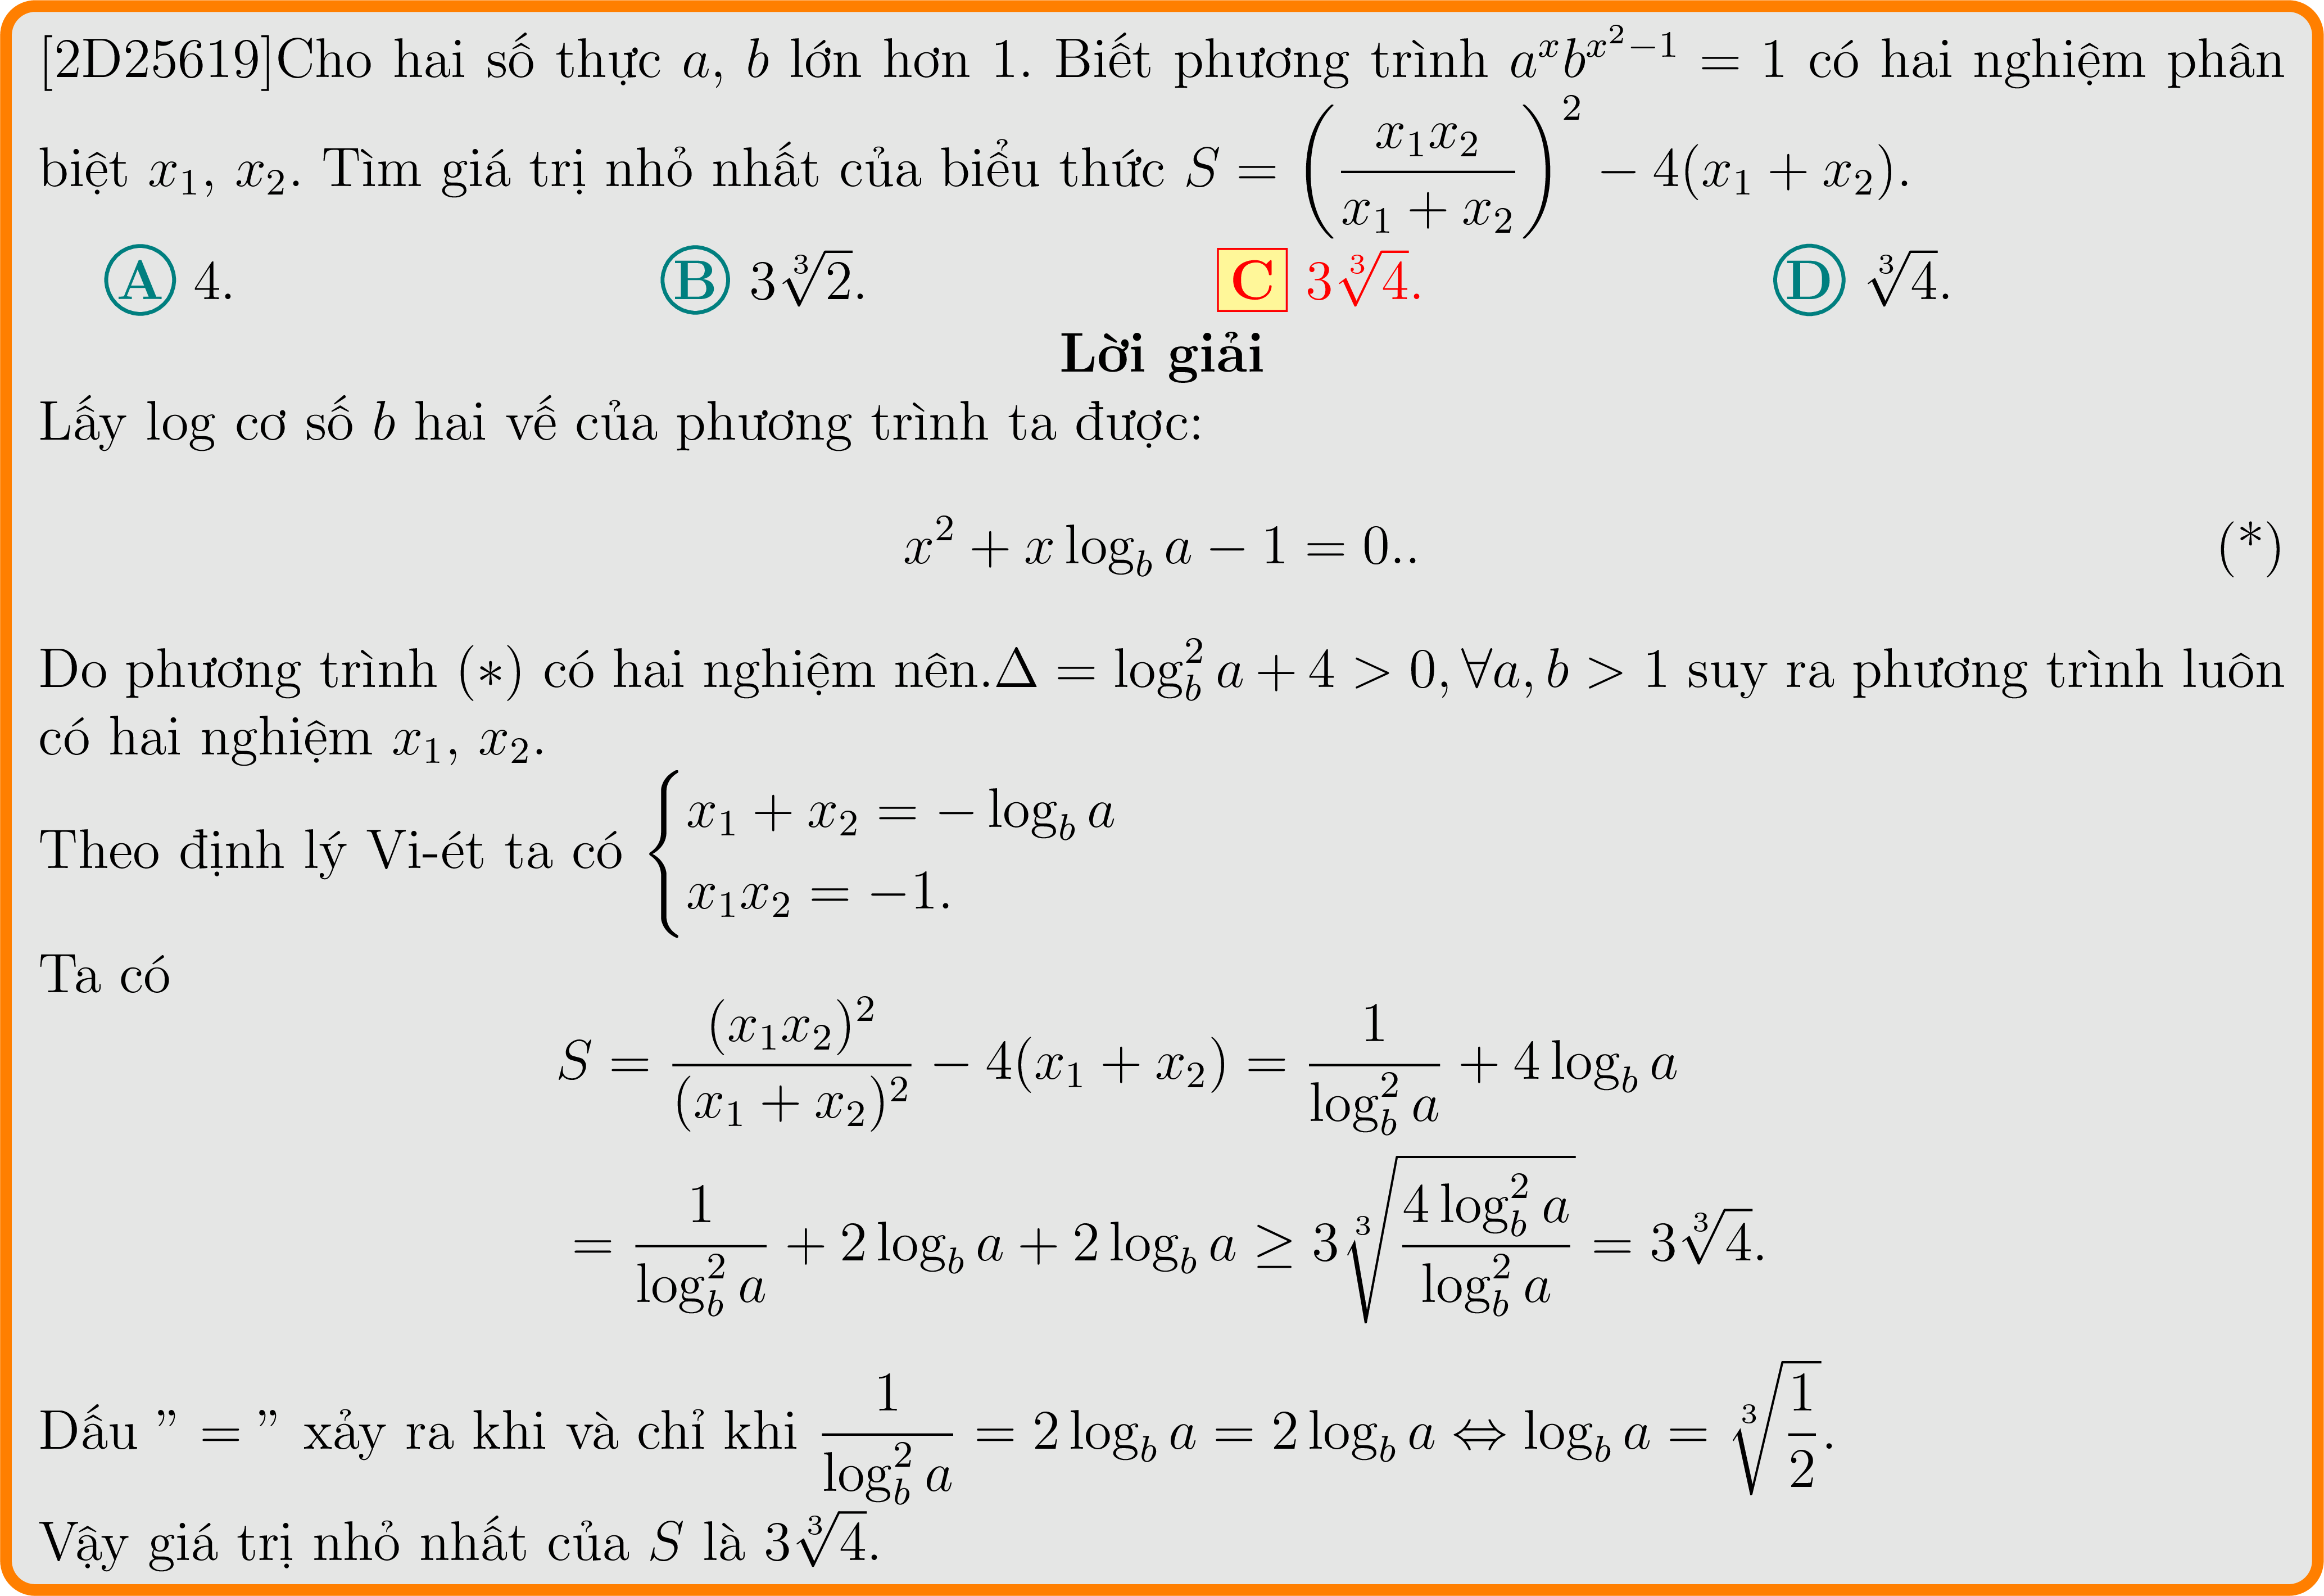 [2D25619]Cho hai số thực a, b lớn hơn 1. Biết phương trình $a^x b^{x^2-1} = 1$ có hai nghiệm phân
biệt $x_1$, $x_2$. Tìm giá trị nhỏ nhất của biểu thức $S = \left(\dfrac{x_1x_2}{x_1+x_2}\right)^2 - 4(x_1+x_2)$.
A 4. B $3\sqrt[3]{2}$. C $3\sqrt[3]{4}$. D $\sqrt[3]{4}$.
Lời giải
Lấy log cơ số b hai vế của phương trình ta được:
$x^2 + x\log_b a - 1 = 0..$ (*)
Do phương trình (∗) có hai nghiệm nên.$\Delta = \log_b^2 a + 4 > 0, \forall a, b > 1$ suy ra phương trình luôn
có hai nghiệm $x_1$, $x_2$.
Theo định lý Vi-ét ta có $\begin{cases} x_1 + x_2 = -\log_b a \\ x_1x_2 = -1. \end{cases}$
Ta có
$S = \dfrac{(x_1x_2)^2}{(x_1+x_2)^2} - 4(x_1+x_2) = \dfrac{1}{\log_b^2 a} + 4\log_b a$
$= \dfrac{1}{\log_b^2 a} + 2\log_b a + 2\log_b a \geq 3\sqrt[3]{\dfrac{4\log_b^2 a}{\log_b^2 a}} = 3\sqrt[3]{4}.$
Dấu ” = ” xảy ra khi và chỉ khi $\dfrac{1}{\log_b^2 a} = 2\log_b a = 2\log_b a \Leftrightarrow \log_b a = \sqrt[3]{\dfrac{1}{2}}$.
Vậy giá trị nhỏ nhất của S là $3\sqrt[3]{4}$.